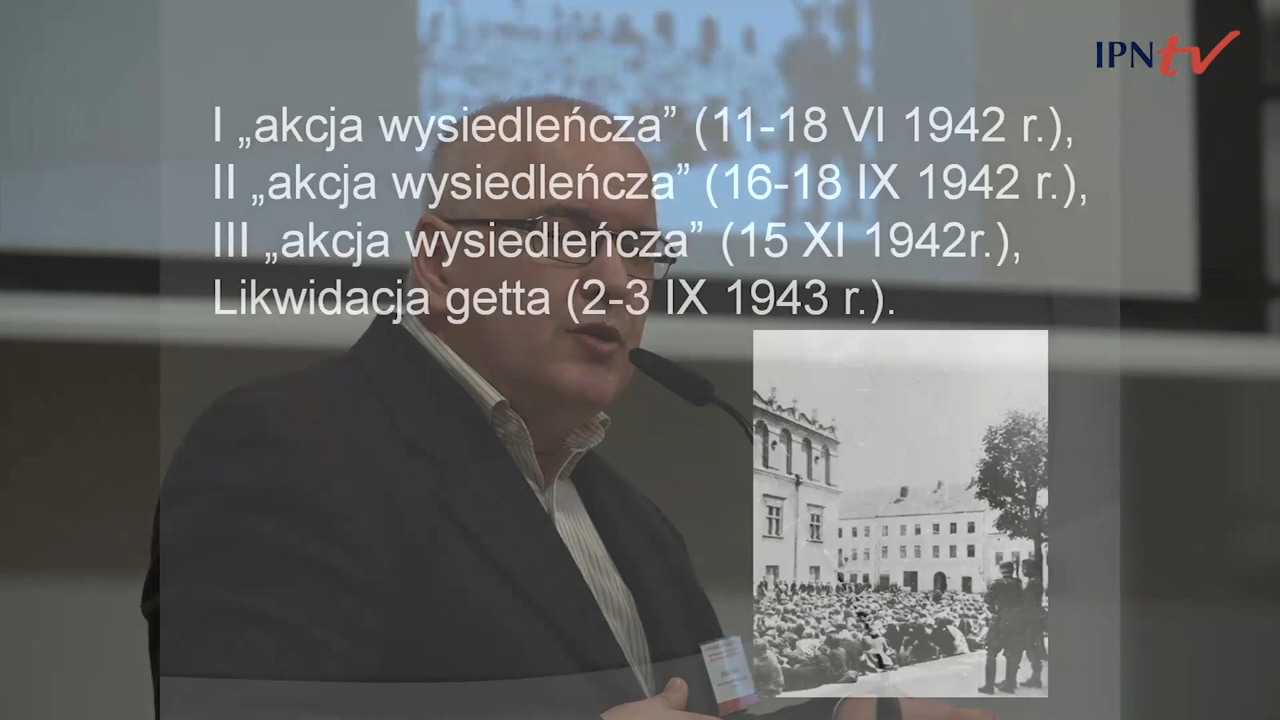 IPNtv
I „akcja wysiedleńcza” (11-18 VI 1942 r.),
II „akcja wysiedleńcza” (16-18 IX 1942 r.),
III „akcja wysiedleńcza” (15 XI 1942r.),
Likwidacja getta (2-3 IX 1943 r.).